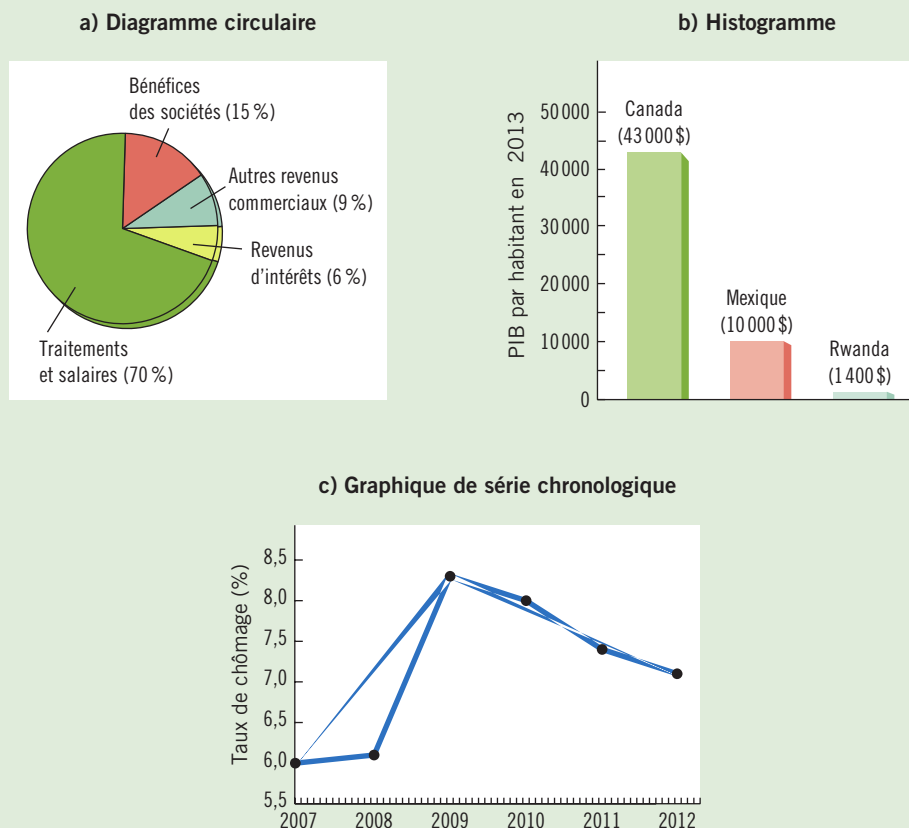 a) Diagramme circulaire
Bénéfices
des sociétés (15 %)
Autres revenus
commerciaux (9 %)
Revenus
d'intérêts (6 %)
Traitements
et salaires (70 %)
b) Histogramme
PIB par habitant en 2013
50 000
40 000
30 000
20 000
10 000
0
Canada
(43 000 $)
Mexique
(10 000 $)
Rwanda
(1 400 $)
c) Graphique de série chronologique
Taux de chômage (%)
8,5
8,0
7,5
7,0
6,5
6,0
5,5
2007 2008 2009 2010 2011 2012